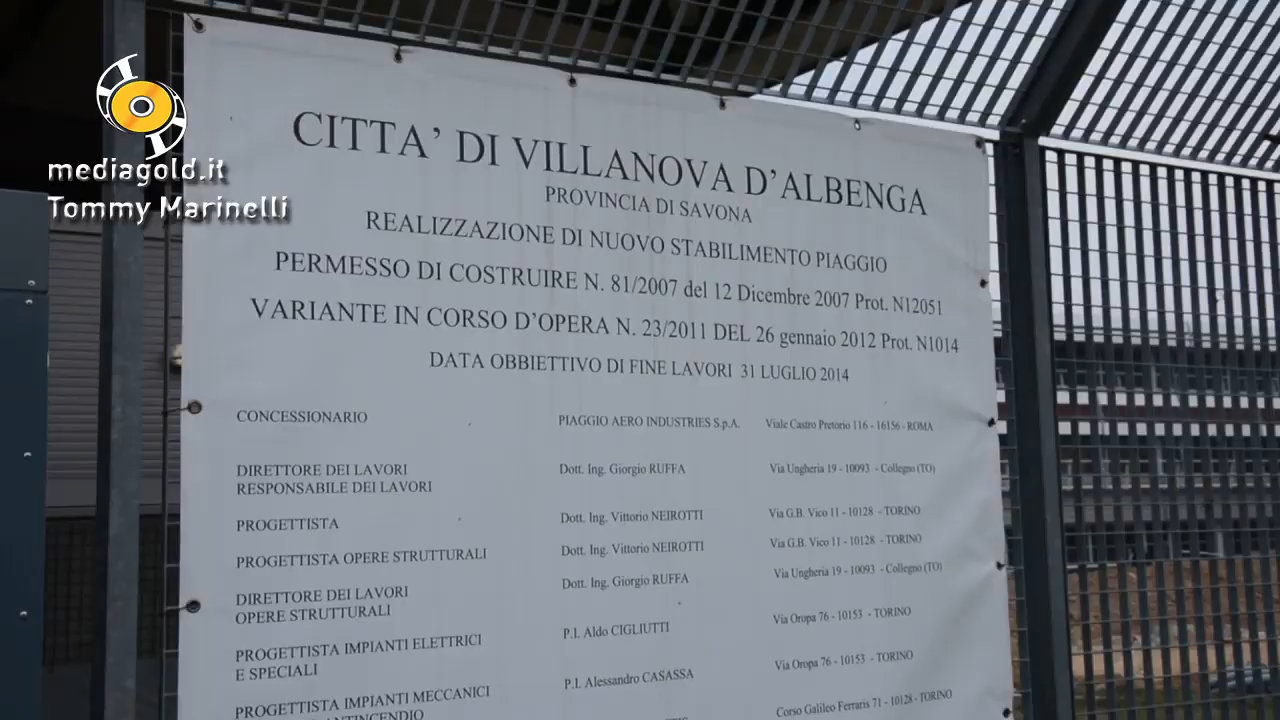 mediagold.it
Tommy Marinelli
CITTA' DI VILLANOVA D'ALBENGA
PROVINCIA DI SAVONA
REALIZZAZIONE DI NUOVO STABILIMENTO PIAGGIO
PERMESSO DI COSTRUIRE N. 81/2007 del 12 Dicembre 2007 Prot. N12051
VARIANTE IN CORSO D'OPERA N. 23/2011 DEL 26 gennaio 2012 Prot. N1014
DATA OBBIETTIVO DI FINE LAVORI 31 LUGLIO 2014
CONCESSIONARIO PIAGGIO AERO INDUSTRIES S.p.A. Viale Castro Pretorio 116 - 16156 - ROMA
DIRETTORE DEI LAVORI Dott. Ing. Giorgio RUFFA Via Ungheria 19 - 10093 - Collegno (TO)
RESPONSABILE DEI LAVORI
PROGETTISTA Dott. Ing. Vittorio NEIROTTI Via G.B. Vico 11 - 10128 - TORINO
PROGETTISTA OPERE STRUTTURALI Dott. Ing. Vittorio NEIROTTI Via G.B. Vico 11 - 10128 - TORINO
DIRETTORE DEI LAVORI Dott. Ing. Giorgio RUFFA Via Ungheria 19 - 10093 - Collegno (TO)
OPERE STRUTTURALI
PROGETTISTA IMPIANTI ELETTRICI P.I. Aldo CIGLIUTTI Via Oropa 76 - 10153 - TORINO
E SPECIALI
PROGETTISTA IMPIANTI MECCANICI P.I. Alessandro CASASSA Via Oropa 76 - 10153 - TORINO
Corso Galileo Ferraris 71 - 10128 - TORINO